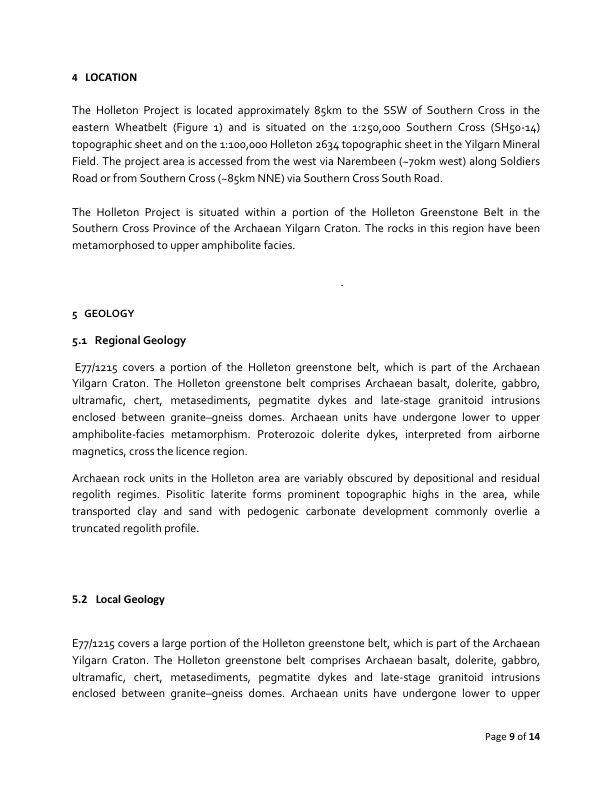 4 LOCATION
The Holleton Project is located approximately 85km to the SSW of Southern Cross in the
eastern Wheatbelt (Figure 1) and is situated on the 1:250,000 Southern Cross (SH50-14)
topographic sheet and on the 1:100,000 Holleton 2634 topographic sheet in the Yilgarn Mineral
Field. The project area is accessed from the west via Narembeen (~70km west) along Soldiers
Road or from Southern Cross (~85km NNE) via Southern Cross South Road.
The Holleton Project is situated within a portion of the Holleton Greenstone Belt in the
Southern Cross Province of the Archaean Yilgarn Craton. The rocks in this region have been
metamorphosed to upper amphibolite facies.
.
5 GEOLOGY
5.1 Regional Geology
E77/1215 covers a portion of the Holleton greenstone belt, which is part of the Archaean
Yilgarn Craton. The Holleton greenstone belt comprises Archaean basalt, dolerite, gabbro,
ultramafic, chert, metasediments, pegmatite dykes and late-stage granitoid intrusions
enclosed between granite–gneiss domes. Archaean units have undergone lower to upper
amphibolite-facies metamorphism. Proterozoic dolerite dykes, interpreted from airborne
magnetics, cross the licence region.
Archaean rock units in the Holleton area are variably obscured by depositional and residual
regolith regimes. Pisolitic laterite forms prominent topographic highs in the area, while
transported clay and sand with pedogenic carbonate development commonly overlie a
truncated regolith profile.
5.2 Local Geology
E77/1215 covers a large portion of the Holleton greenstone belt, which is part of the Archaean
Yilgarn Craton. The Holleton greenstone belt comprises Archaean basalt, dolerite, gabbro,
ultramafic, chert, metasediments, pegmatite dykes and late-stage granitoid intrusions
enclosed between granite–gneiss domes. Archaean units have undergone lower to upper
Page 9 of 14